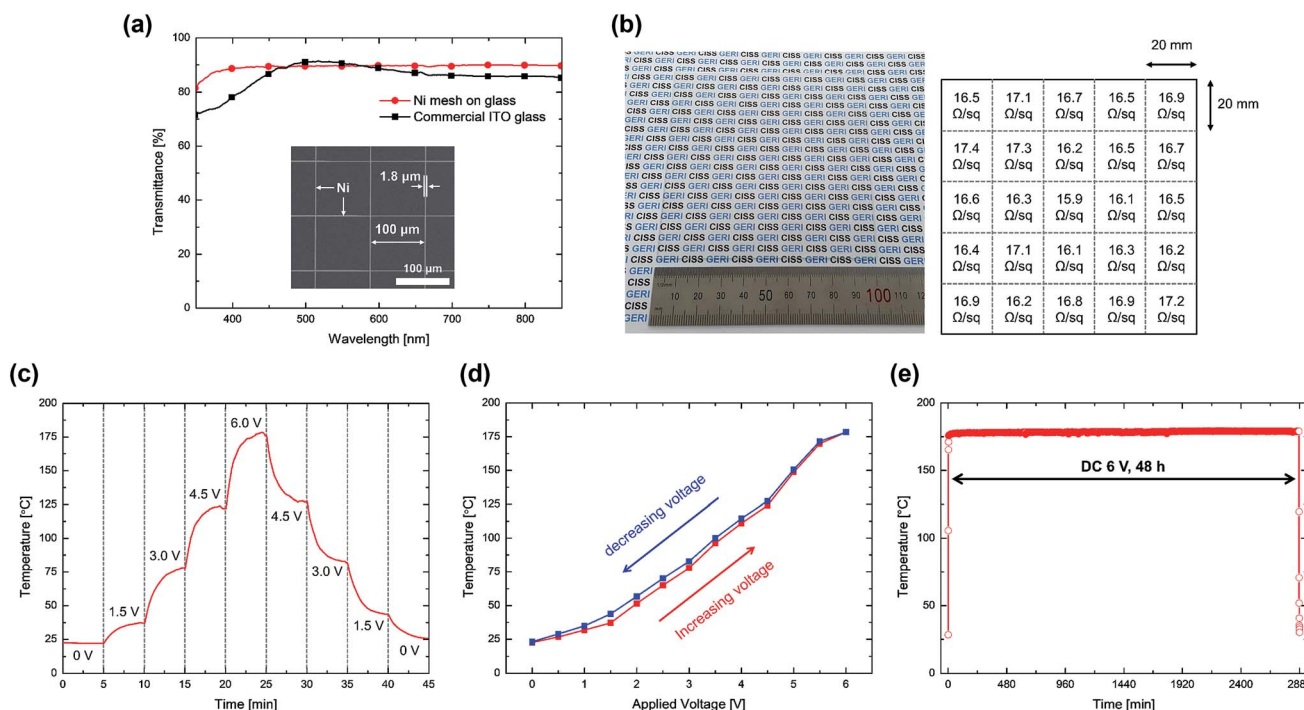 (a)
100
80
60
40
20
0
Transmittance [%]
400
500
600
700
800
Wavelength [nm]
Ni mesh on glass
Commercial ITO glass
Ni
1.8 μm
100 μm
100 μm
(b)
GERI CISS GERI CISS GERI CISS GERI CISS
10 20 30 40 50 60 70 80 90 100 110
20 mm
20 mm
16.5 17.1 16.7 16.5 16.9
Ω/sq Ω/sq Ω/sq Ω/sq Ω/sq
17.4 17.3 16.2 16.5 16.7
Ω/sq Ω/sq Ω/sq Ω/sq Ω/sq
16.6 16.3 15.9 16.1 16.5
Ω/sq Ω/sq Ω/sq Ω/sq Ω/sq
16.4 17.1 16.1 16.3 16.2
Ω/sq Ω/sq Ω/sq Ω/sq Ω/sq
16.9 16.2 16.8 16.9 17.2
Ω/sq Ω/sq Ω/sq Ω/sq Ω/sq
(c)
200
175
150
125
100
75
50
25
0
Temperature [°C]
0 V
1.5 V
3.0 V
4.5 V
6.0 V
4.5 V
3.0 V
1.5 V
0 V
0 5 10 15 20 25 30 35 40 45
Time [min]
(d)
200
175
150
125
100
75
50
25
0
Temperature [°C]
decreasing voltage
Increasing voltage
0 1 2 3 4 5 6
Applied Voltage [V]
(e)
200
175
150
125
100
75
50
25
0
Temperature [°C]
DC 6 V, 48 h
0 480 960 1440 1920 2400 288
Time [min]